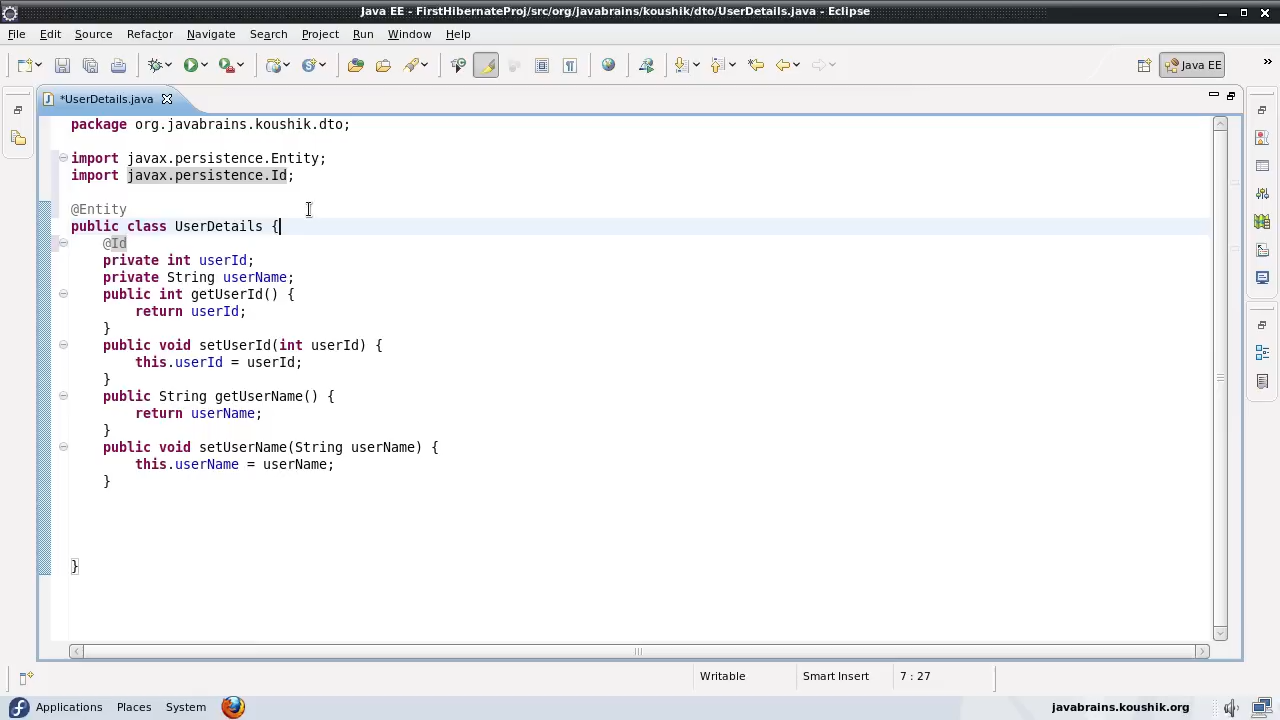 Java EE - FirstHibernateProj/src/org/javabrains/koushik/dto/UserDetails.java - Eclipse
File Edit Source Refactor Navigate Search Project Run Window Help
Java EE »
*UserDetails.java
package org.javabrains.koushik.dto;
import javax.persistence.Entity;
import javax.persistence.Id;
@Entity
public class UserDetails {
@Id
private int userId;
private String userName;
public int getUserId() {
return userId;
}
public void setUserId(int userId) {
this.userId = userId;
}
public String getUserName() {
return userName;
}
public void setUserName(String userName) {
this.userName = userName;
}
}
Writable Smart Insert 7 : 27
Applications Places System javabrains.koushik.org